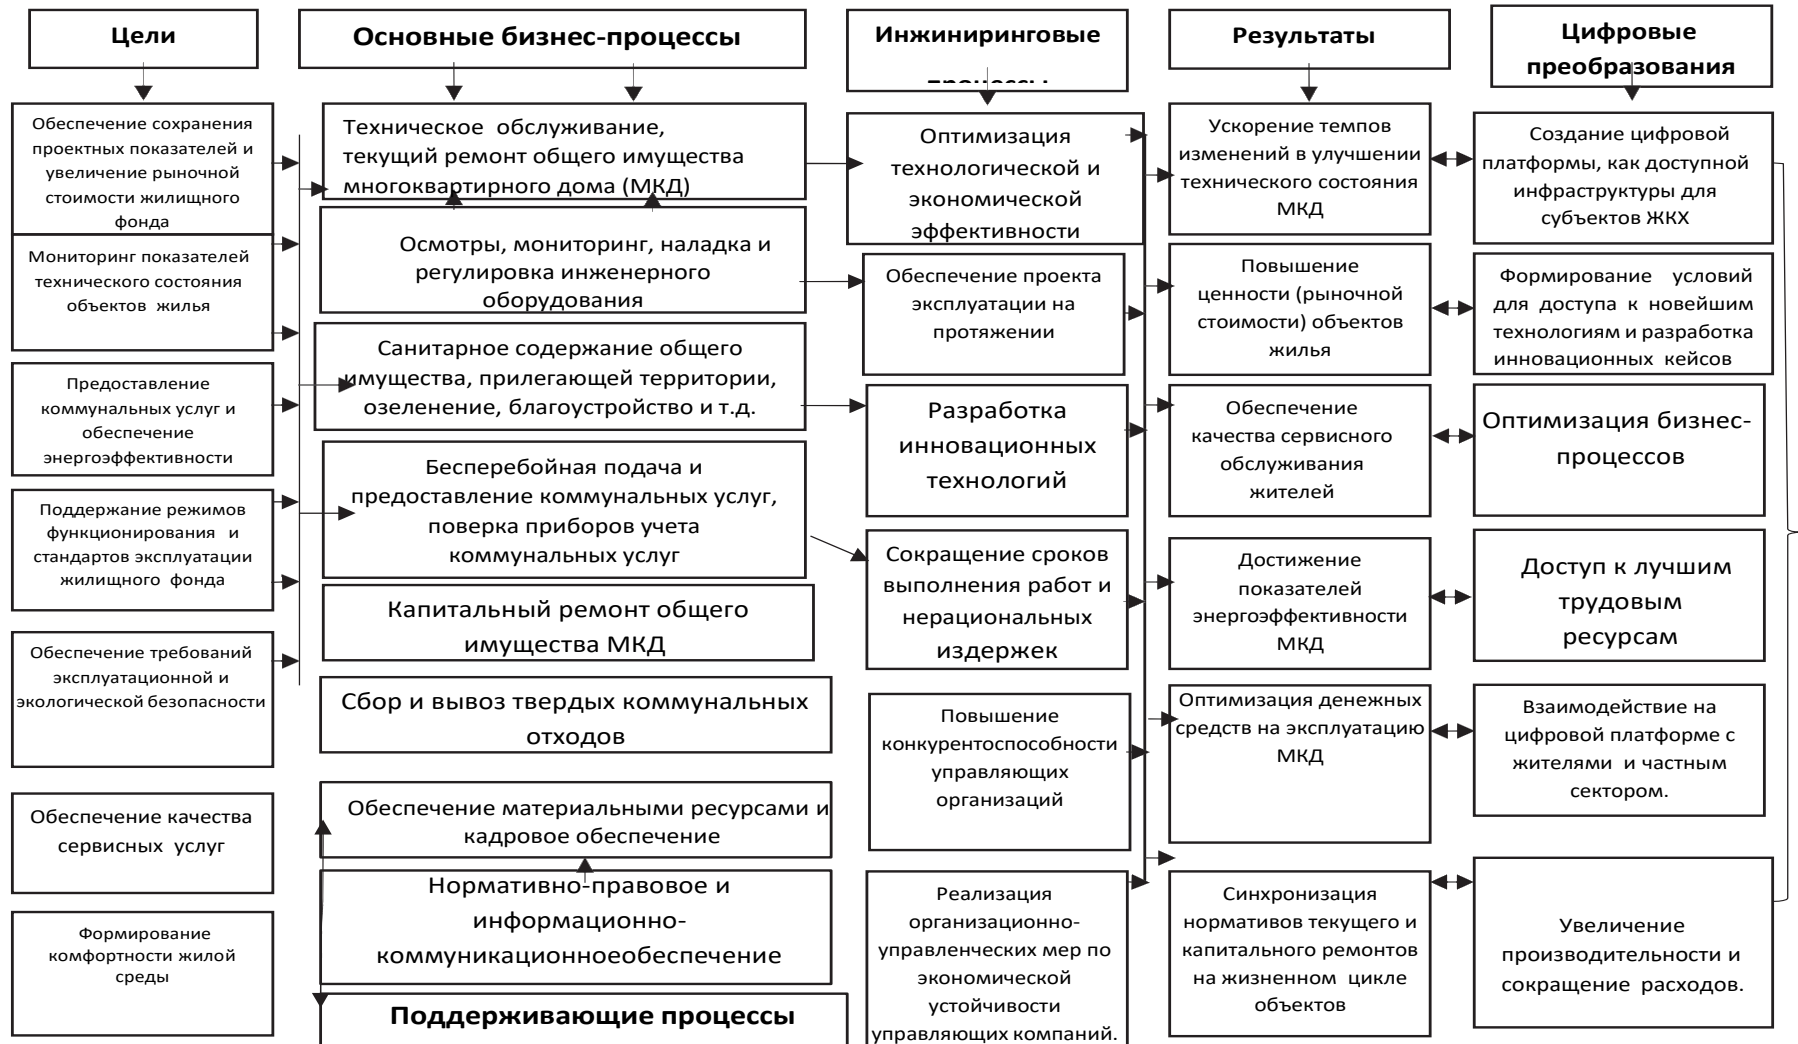 Цели
Обеспечение сохранения
проектных показателей и
увеличение рыночной
стоимости жилищного
фонда
Мониторинг показателей
технического состояния
объектов жилья
Предоставление
коммунальных услуг и
обеспечение
энергоэффективности
Поддержание режимов
функционирования и
стандартов эксплуатации
жилищного фонда
Обеспечение требований
эксплуатационной и
экологической безопасности
Обеспечение качества
сервисных услуг
Формирование
комфортности жилой
среды
Основные бизнес-процессы
Техническое обслуживание,
текущий ремонт общего имущества
многоквартирного дома (МКД)
Осмотры, мониторинг, наладка и
регулировка инженерного
оборудования
Санитарное содержание общего
имущества, прилегающей территории,
озеленение, благоустройство и т.д.
Бесперебойная подача и
предоставление коммунальных услуг,
поверка приборов учета
коммунальных услуг
Капитальный ремонт общего
имущества МКД
Сбор и вывоз твердых коммунальных
отходов
Обеспечение материальными ресурсами и
кадровое обеспечение
Нормативно-правовое и
информационно-
коммуникационноеобеспечение
Поддерживающие процессы
Инжиниринговые
процессы
Оптимизация
технологической и
экономической
эффективности
Обеспечение проекта
эксплуатации на
протяжении
Разработка
инновационных
технологий
Сокращение сроков
выполнения работ и
нерациональных
издержек
Повышение
конкурентоспособности
управляющих
организаций
Реализация
организационно-
управленческих мер по
экономической
устойчивости
управляющих компаний.
Результаты
Ускорение темпов
изменений в улучшении
технического состояния
МКД
Повышение
ценности (рыночной
стоимости) объектов
жилья
Обеспечение
качества сервисного
обслуживания
жителей
Достижение
показателей
энергоэффективности
МКД
Оптимизация денежных
средств на эксплуатацию
МКД
Синхронизация
нормативов текущего и
капитального ремонтов
на жизненном цикле
объектов
Цифровые
преобразования
Создание цифровой
платформы, как доступной
инфраструктуры для
субъектов ЖКХ
Формирование условий
для доступа к новейшим
технологиям и разработка
инновационных кейсов
Оптимизация бизнес-
процессов
Доступ к лучшим
трудовым
ресурсам
Взаимодействие на
цифровой платформе с
жителями и частным
сектором.
Увеличение
производительности и
сокращение расходов.